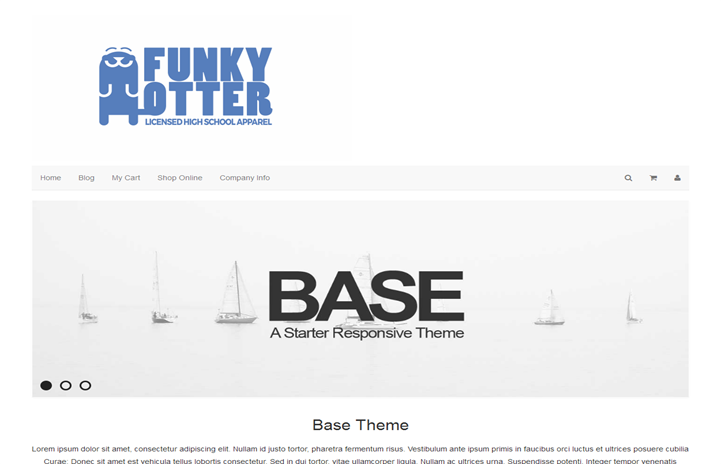 FUNKY
OTTER
LICENSED HIGH SCHOOL APPAREL
Home Blog My Cart Shop Online Company Info
BASE
A Starter Responsive Theme
Base Theme
Lorem ipsum dolor sit amet, consectetur adipiscing elit. Nullam id justo tortor, pharetra fermentum risus. Vestibulum ante ipsum primis in faucibus orci luctus et ultrices posuere cubilia
Curae; Donec sit amet est vehicula tellus lobortis consectetur. Sed in dui tortor, vitae ullamcorper ligula. Nullam ac ultrices urna. Suspendisse potenti. Integer tempor venenatis